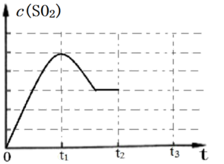 c(SO₂)
0 t₁ t₂ t₃ t